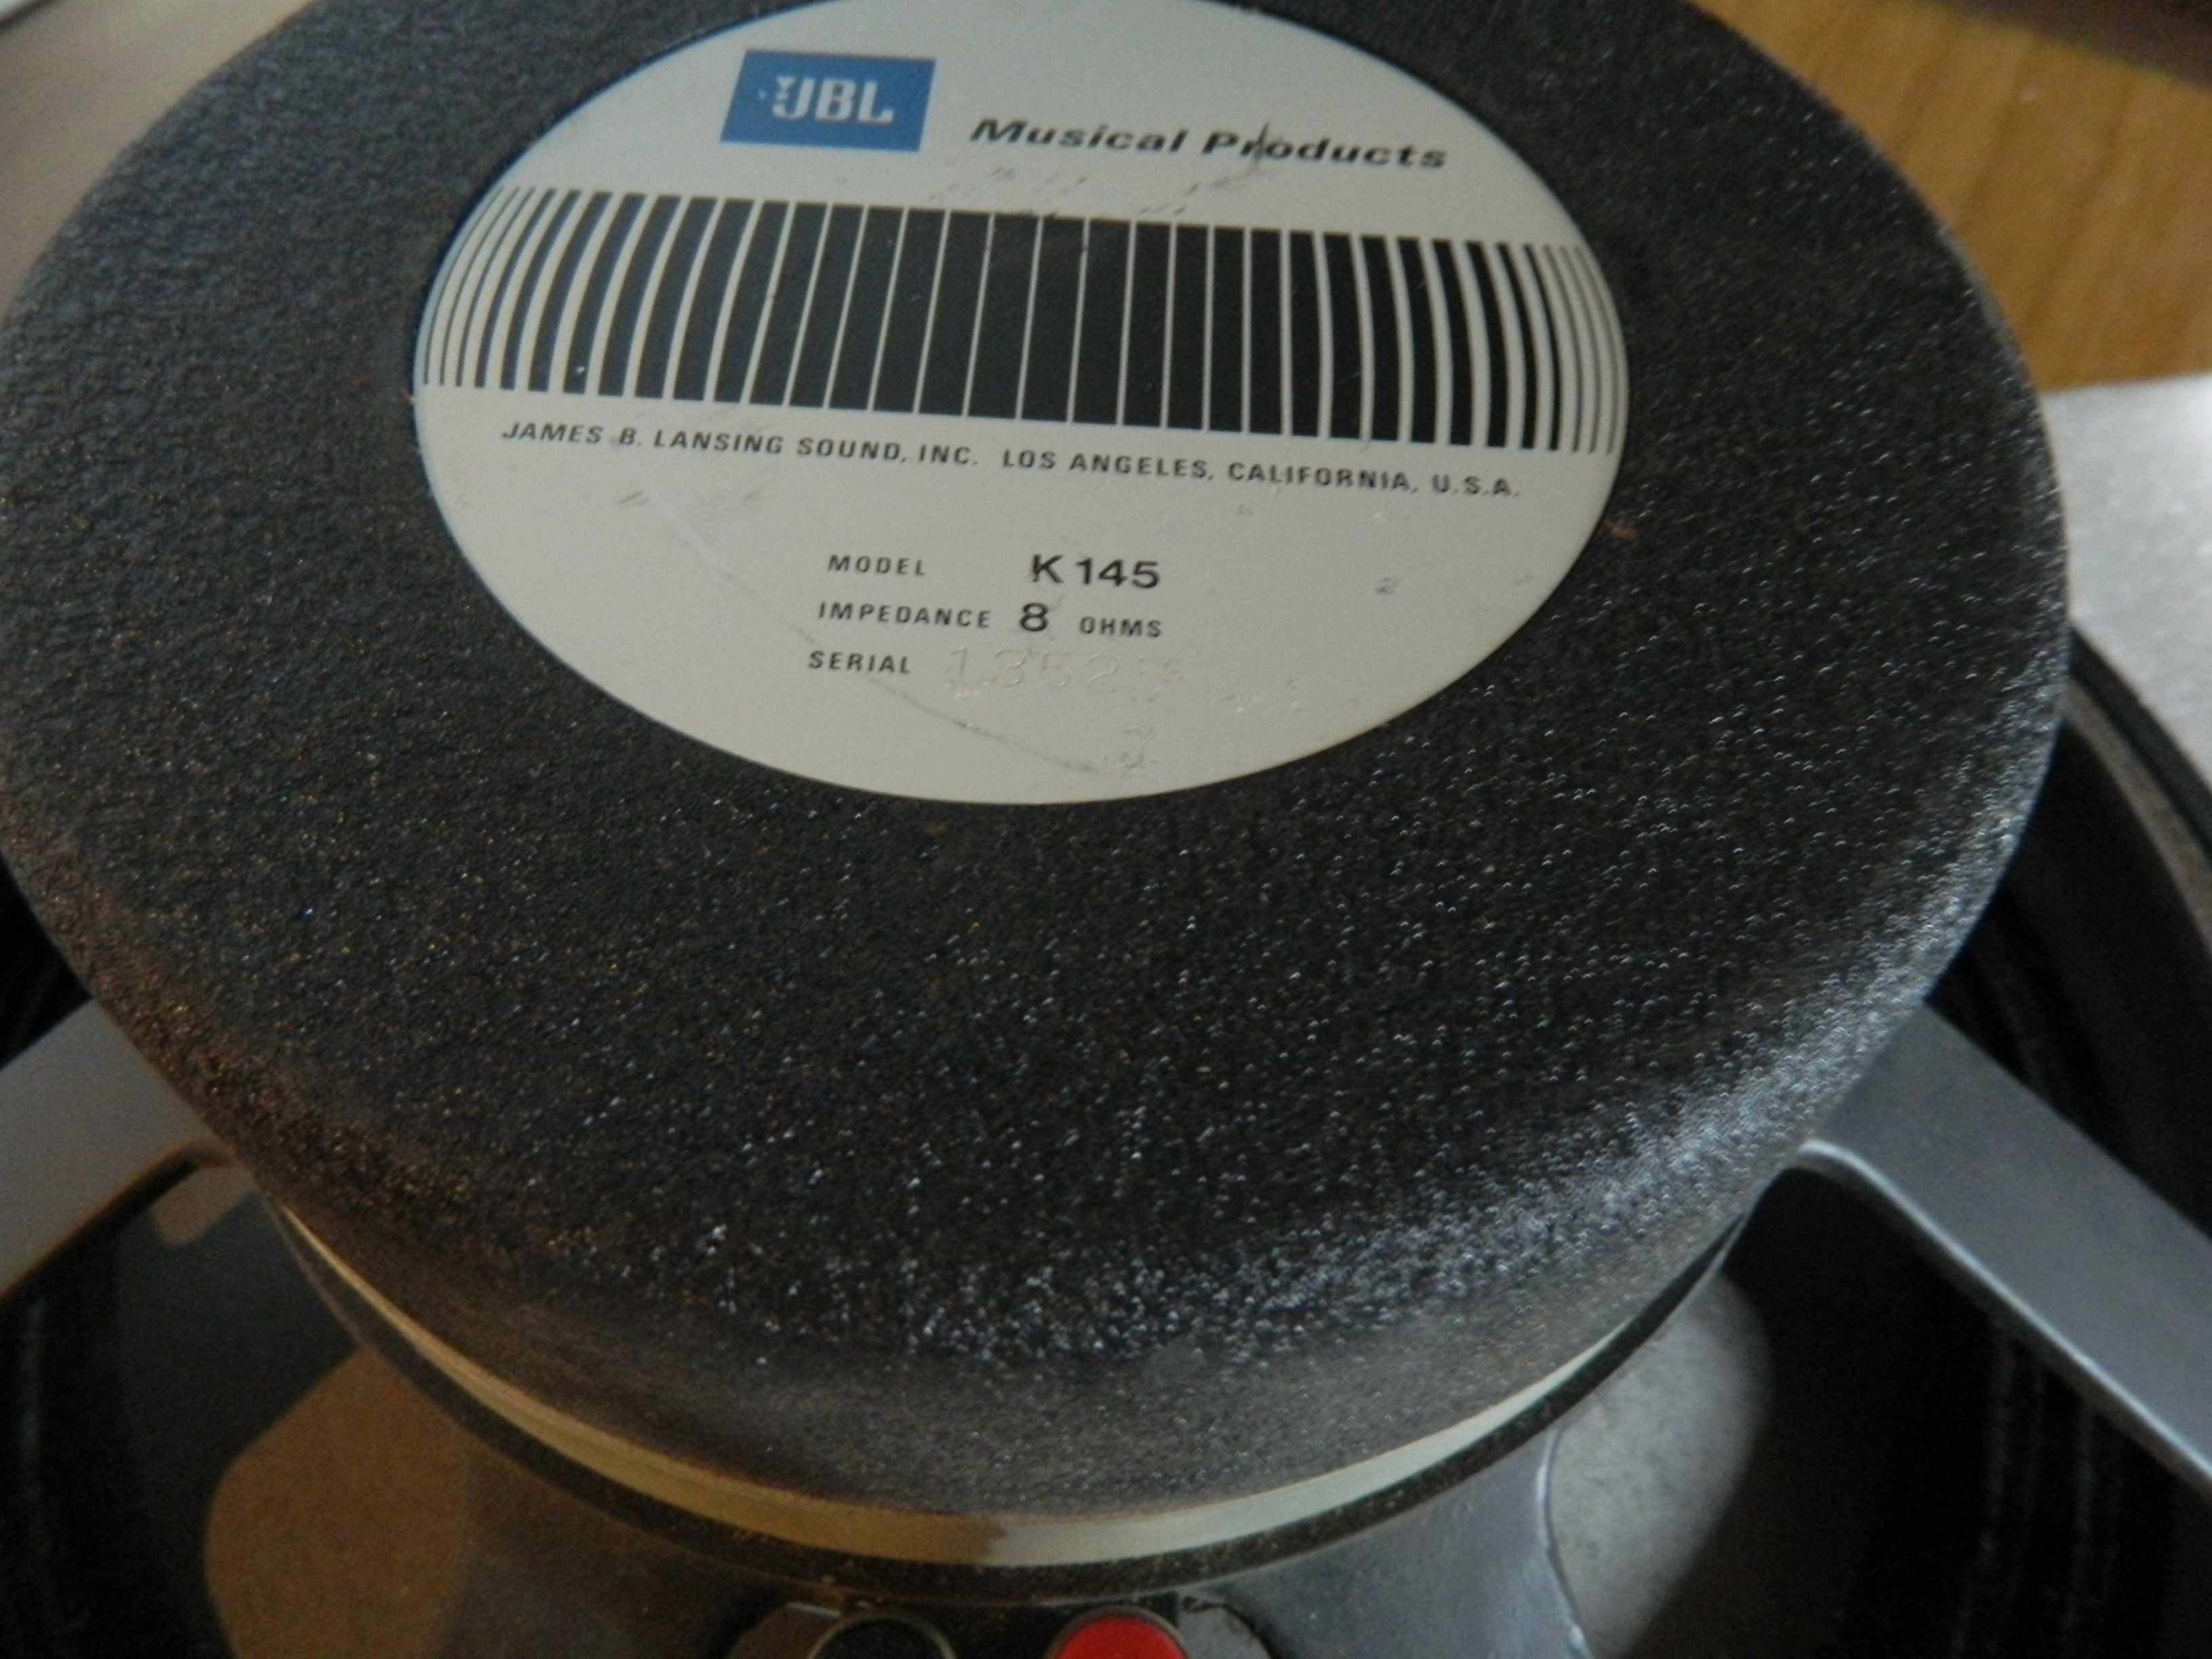 JBL
Musical Products
JAMES B. LANSING SOUND, INC. LOS ANGELES, CALIFORNIA, U.S.A.
MODEL K145
IMPEDANCE 8 OHMS
SERIAL